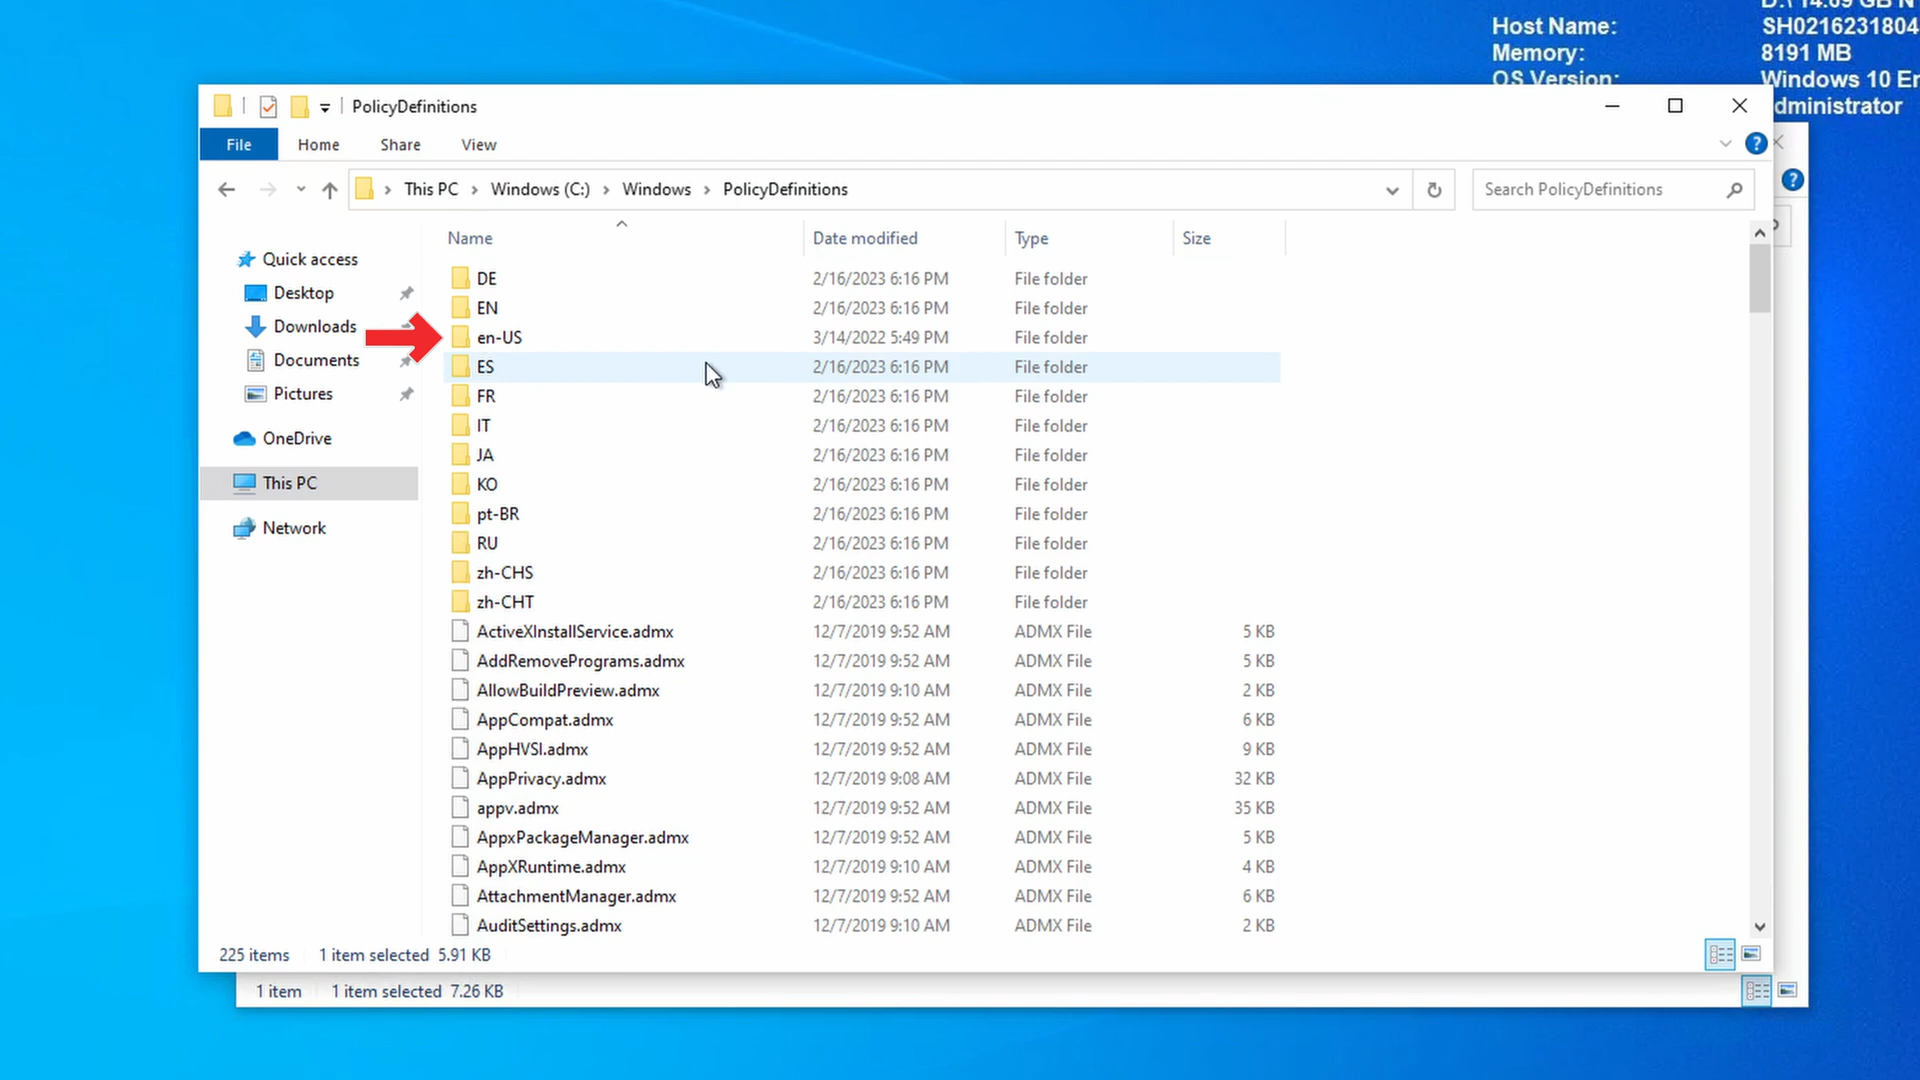 Host Name:
SH0216231804
Memory:
8191 MB
OS Version:
Windows 10 En
dministrator
PolicyDefinitions
File Home Share View
This PC Windows (C:) Windows PolicyDefinitions
Search PolicyDefinitions
Name Date modified Type Size
Quick access
Desktop
Downloads
Documents
Pictures
OneDrive
This PC
Network
DE 2/16/2023 6:16 PM File folder
EN 2/16/2023 6:16 PM File folder
en-US 3/14/2022 5:49 PM File folder
ES 2/16/2023 6:16 PM File folder
FR 2/16/2023 6:16 PM File folder
IT 2/16/2023 6:16 PM File folder
JA 2/16/2023 6:16 PM File folder
KO 2/16/2023 6:16 PM File folder
pt-BR 2/16/2023 6:16 PM File folder
RU 2/16/2023 6:16 PM File folder
zh-CHS 2/16/2023 6:16 PM File folder
zh-CHT 2/16/2023 6:16 PM File folder
ActiveXInstallService.admx 12/7/2019 9:52 AM ADMX File 5 KB
AddRemovePrograms.admx 12/7/2019 9:52 AM ADMX File 5 KB
AllowBuildPreview.admx 12/7/2019 9:10 AM ADMX File 2 KB
AppCompat.admx 12/7/2019 9:52 AM ADMX File 6 KB
AppHVSI.admx 12/7/2019 9:52 AM ADMX File 9 KB
AppPrivacy.admx 12/7/2019 9:08 AM ADMX File 32 KB
appv.admx 12/7/2019 9:52 AM ADMX File 35 KB
AppxPackageManager.admx 12/7/2019 9:52 AM ADMX File 5 KB
AppXRuntime.admx 12/7/2019 9:10 AM ADMX File 4 KB
AttachmentManager.admx 12/7/2019 9:52 AM ADMX File 6 KB
AuditSettings.admx 12/7/2019 9:10 AM ADMX File 2 KB
225 items 1 item selected 5.91 KB
1 item 1 item selected 7.26 KB